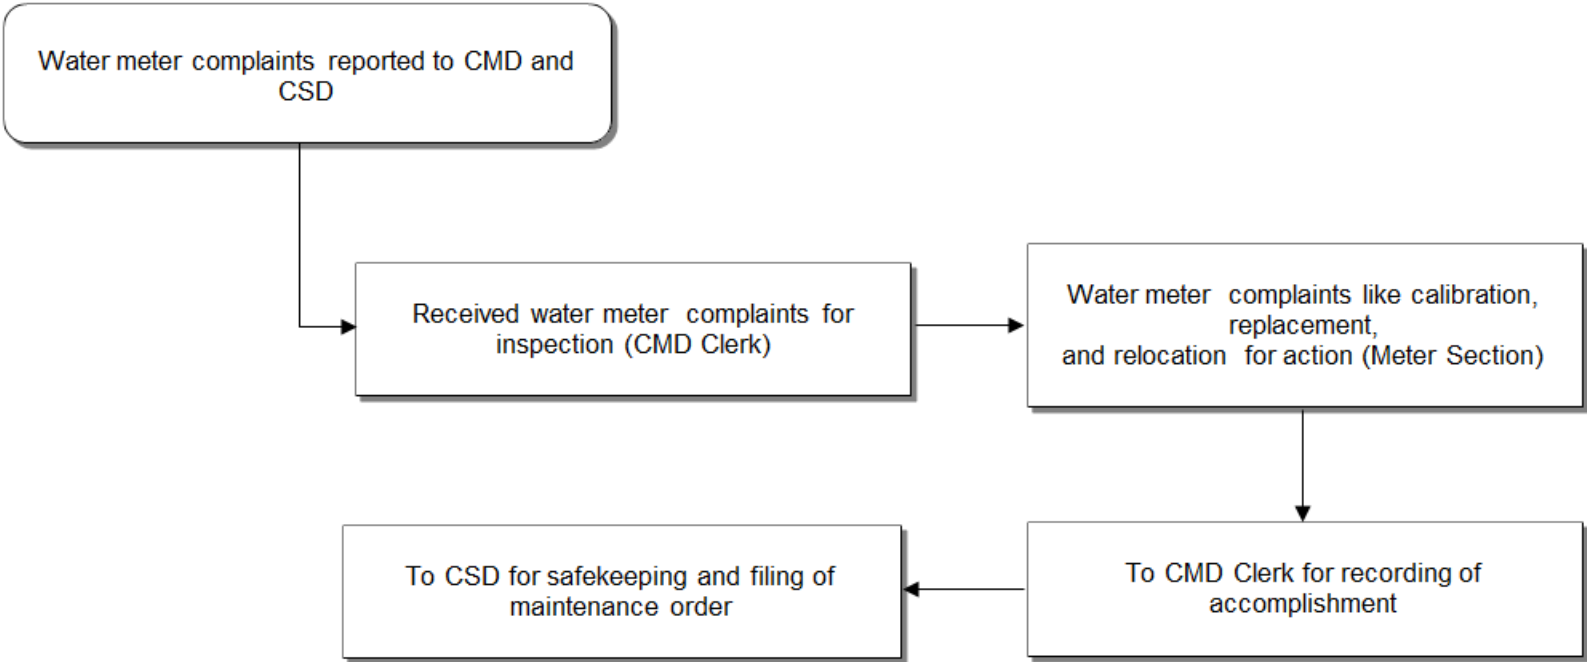 Water meter complaints reported to CMD and
CSD
Received water meter complaints for
inspection (CMD Clerk)
Water meter complaints like calibration,
replacement,
and relocation for action (Meter Section)
To CMD Clerk for recording of
accomplishment
To CSD for safekeeping and filing of
maintenance order